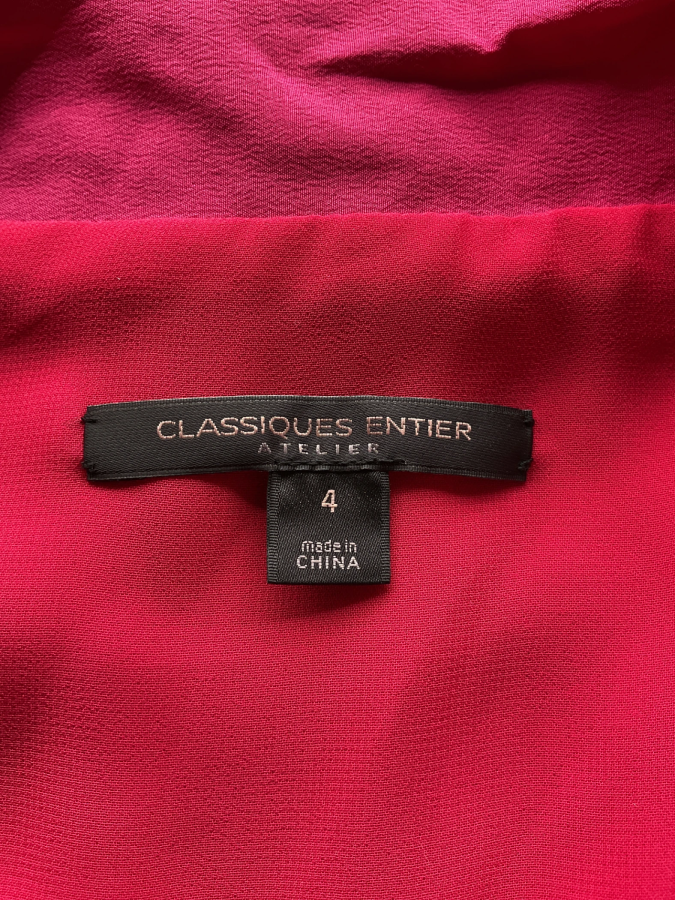 CLASSIQUES ENTIER
ATELIER
4
made in
CHINA